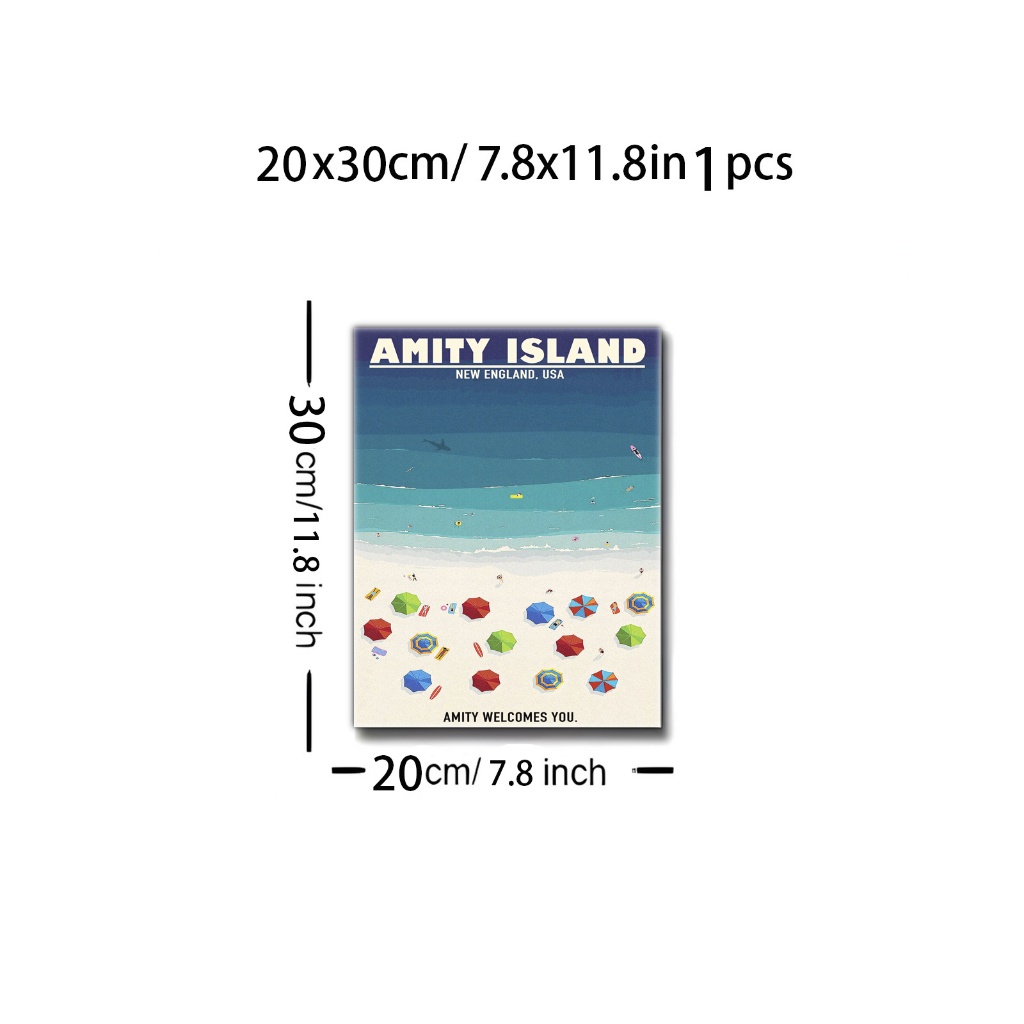 20x30cm/ 7.8x11.8in 1 pcs
AMITY ISLAND
NEW ENGLAND, USA
30cm/11.8 inch
AMITY WELCOMES YOU.
20cm/ 7.8 inch